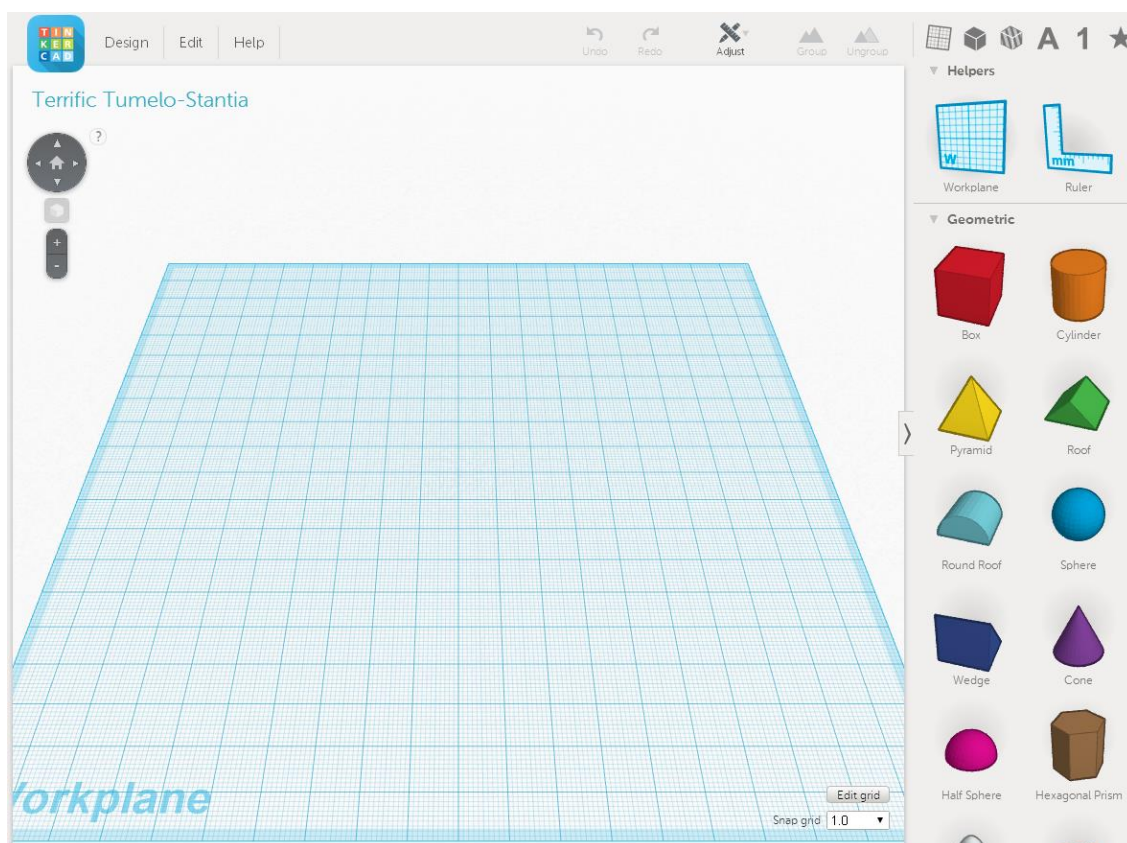 TIN
KER
CAD
Design Edit Help
Undo Redo Adjust Group Ungroup
A 1
Terrific Tumelo-Stantia
?
+
-
Helpers
W mm
Workplane Ruler
Geometric
Box Cylinder
Pyramid Roof
Round Roof Sphere
Wedge Cone
Half Sphere Hexagonal Prism
Workplane
Edit grid
Snap grid 1.0